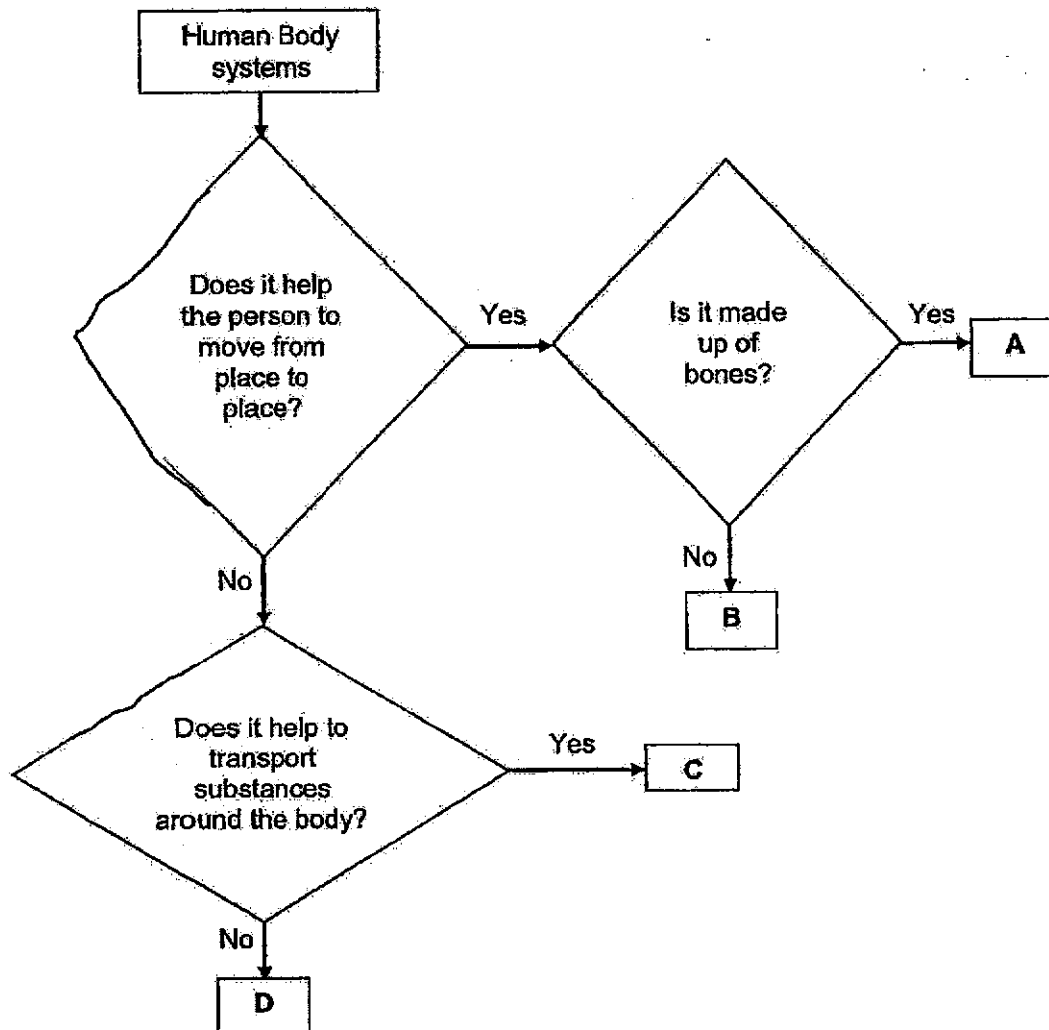 Human Body
systems
Does it help
the person to
move from
place to
place?
Yes
Is it made
up of
bones?
Yes
A
No
B
No
Does it help to
transport
substances
around the body?
Yes
C
No
D